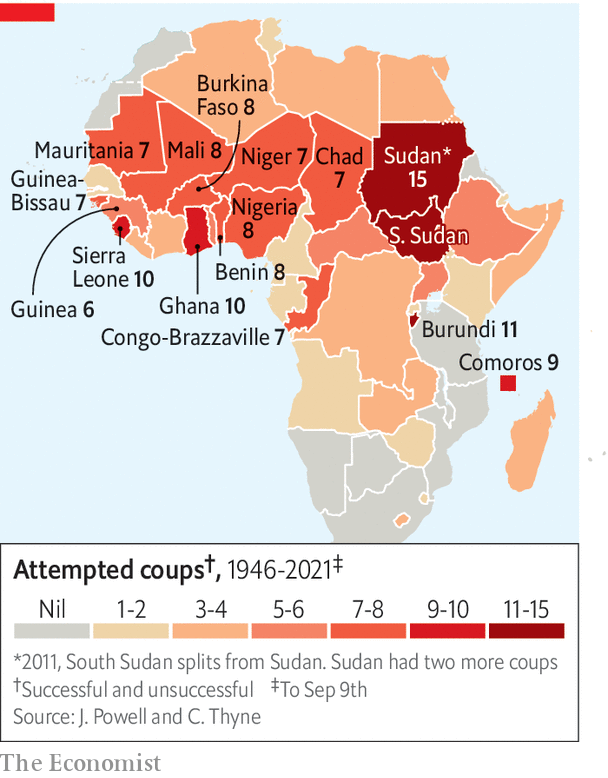 Burkina
Faso 8
Mauritania 7
Mali 8
Niger 7
Chad
7
Sudan*
15
Guinea-
Bissau 7
Nigeria
8
S. Sudan
Sierra
Leone 10
Benin 8
Guinea 6
Ghana 10
Congo-Brazzaville 7
Burundi 11
Comoros 9
Attempted coups†, 1946-2021‡
Nil 1-2 3-4 5-6 7-8 9-10 11-15
*2011, South Sudan splits from Sudan. Sudan had two more coups
†Successful and unsuccessful ‡To Sep 9th
Source: J. Powell and C. Thyne
The Economist